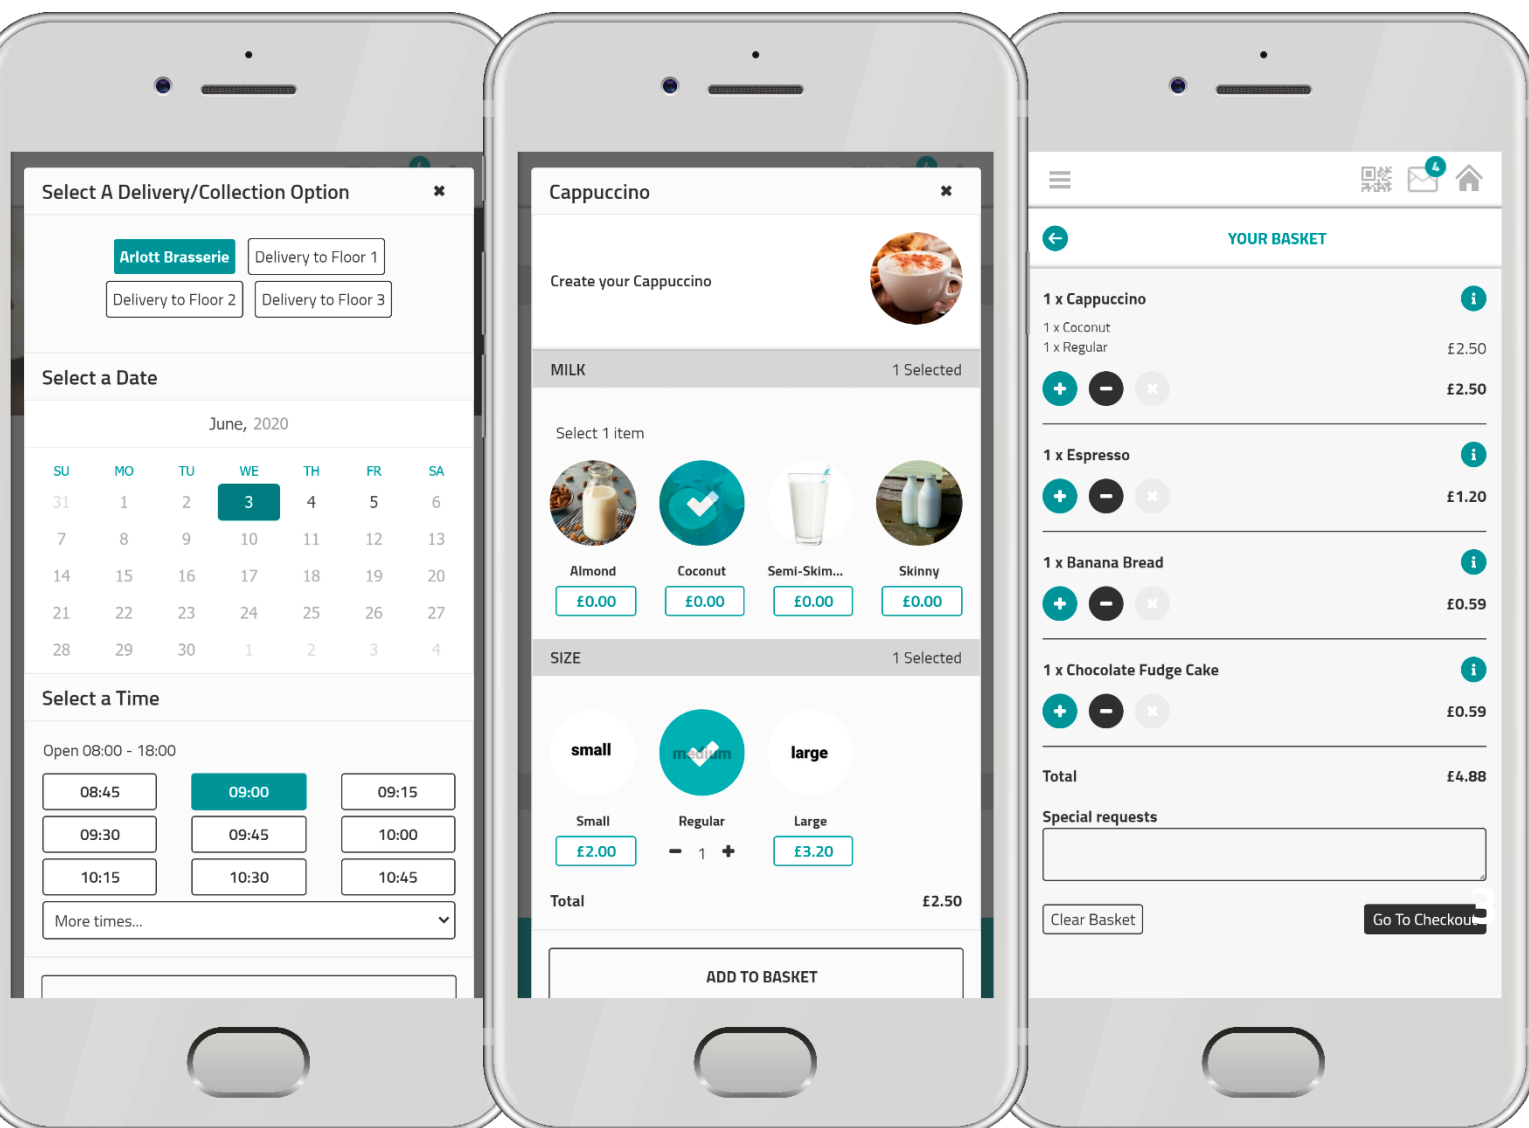 Select A Delivery/Collection Option ✖
Arlott Brasserie Delivery to Floor 1
Delivery to Floor 2 Delivery to Floor 3
Select a Date
June, 2020
SU MO TU WE TH FR SA
31 1 2 3 4 5 6
7 8 9 10 11 12 13
14 15 16 17 18 19 20
21 22 23 24 25 26 27
28 29 30 1 2 3 4
Select a Time
Open 08:00 - 18:00
08:45 09:00 09:15
09:30 09:45 10:00
10:15 10:30 10:45
More times...
Cappuccino ✖
Create your Cappuccino
MILK 1 Selected
Select 1 item
Almond Coconut Semi-Skim... Skinny
£0.00 £0.00 £0.00 £0.00
SIZE 1 Selected
small medium large
Small Regular Large
£2.00 - 1 + £3.20
Total £2.50
ADD TO BASKET
4
YOUR BASKET
1 x Cappuccino i
1 x Coconut
1 x Regular £2.50
+ - × £2.50
1 x Espresso i
+ - × £1.20
1 x Banana Bread i
+ - × £0.59
1 x Chocolate Fudge Cake i
+ - × £0.59
Total £4.88
Special requests
Clear Basket Go To Checkout
3